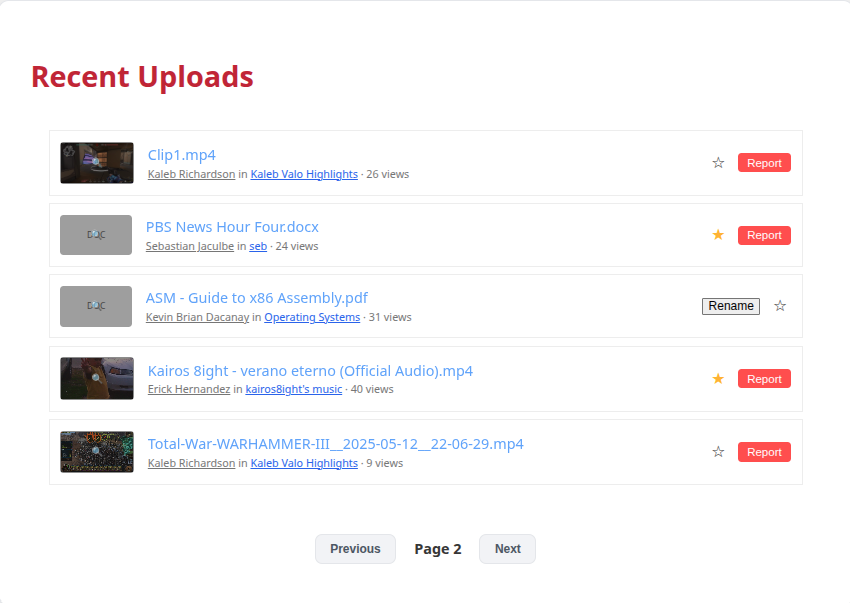 Recent Uploads
Clip1.mp4
Kaleb Richardson in Kaleb Valo Highlights · 26 views
☆ Report
DOC
PBS News Hour Four.docx
Sebastian Jaculbe in seb · 24 views
★ Report
DOC
ASM - Guide to x86 Assembly.pdf
Kevin Brian Dacanay in Operating Systems · 31 views
Rename ☆
Kairos 8ight - verano eterno (Official Audio).mp4
Erick Hernandez in kairos8ight's music · 40 views
★ Report
Total-War-WARHAMMER-III__2025-05-12__22-06-29.mp4
Kaleb Richardson in Kaleb Valo Highlights · 9 views
☆ Report
Previous Page 2 Next